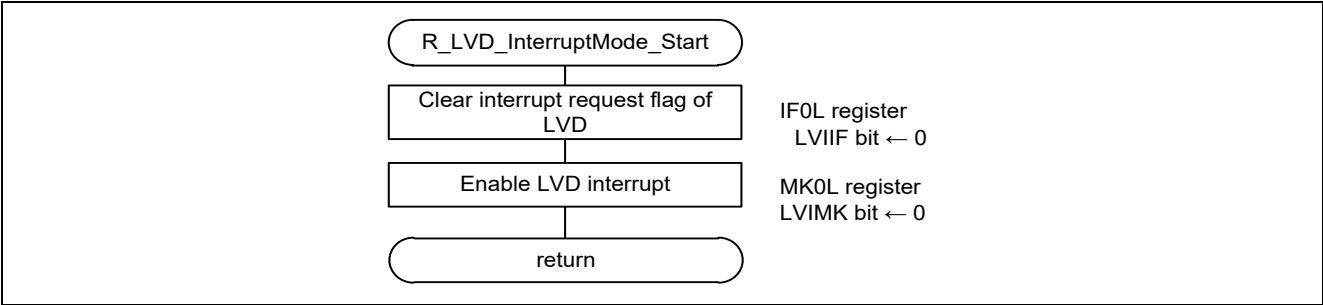 R_LVD_InterruptMode_Start
Clear interrupt request flag of
LVD
IF0L register
LVIIF bit ← 0
Enable LVD interrupt
MK0L register
LVIMK bit ← 0
return